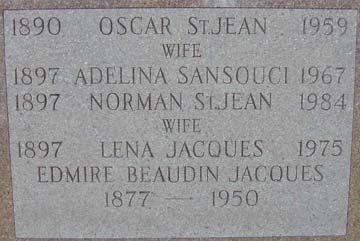 1890 OSCAR St.JEAN 1959
WIFE
1897 ADELINA SANSOUCI 1967
1897 NORMAN St.JEAN 1984
WIFE
1897 LENA JACQUES 1975
EDMIRE BEAUDIN JACQUES
1877 — 1950